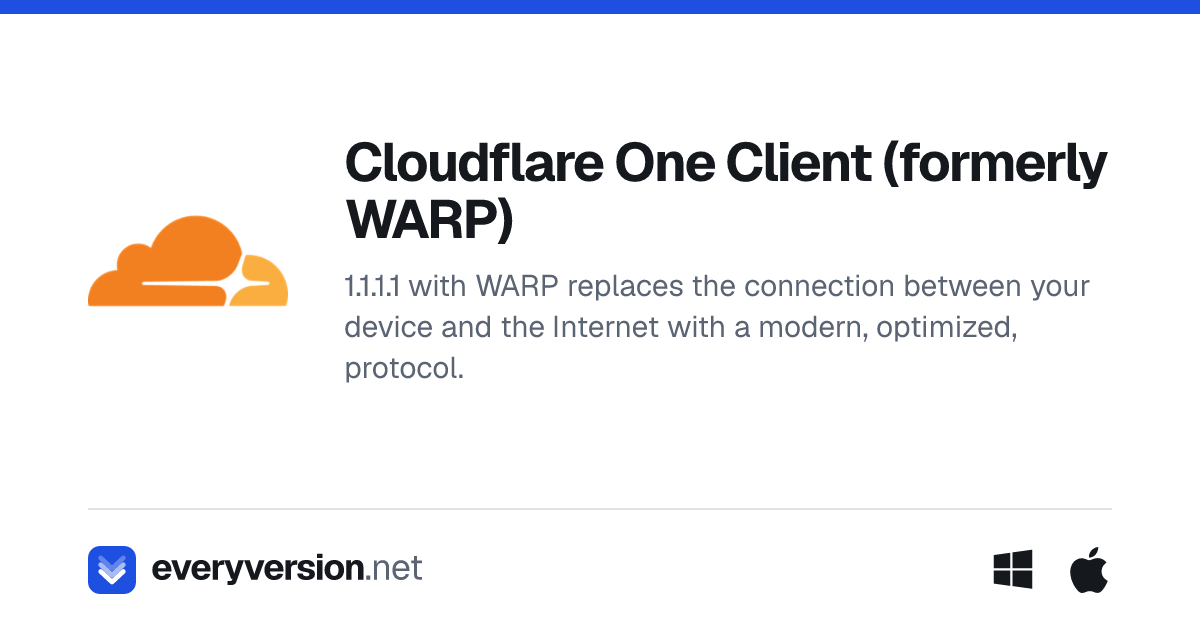 Cloudflare One Client (formerly
WARP)
1.1.1.1 with WARP replaces the connection between your
device and the Internet with a modern, optimized,
protocol.
everyversion.net